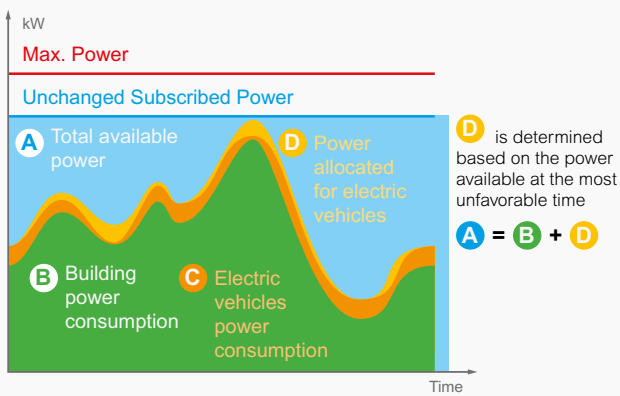 kW
Max. Power
Unchanged Subscribed Power
A Total available
power
D Power
allocated
for electric
vehicles
B Building
power
consumption
C Electric
vehicles
power
consumption
Time
D is determined
based on the power
available at the most
unfavorable time
A = B + D